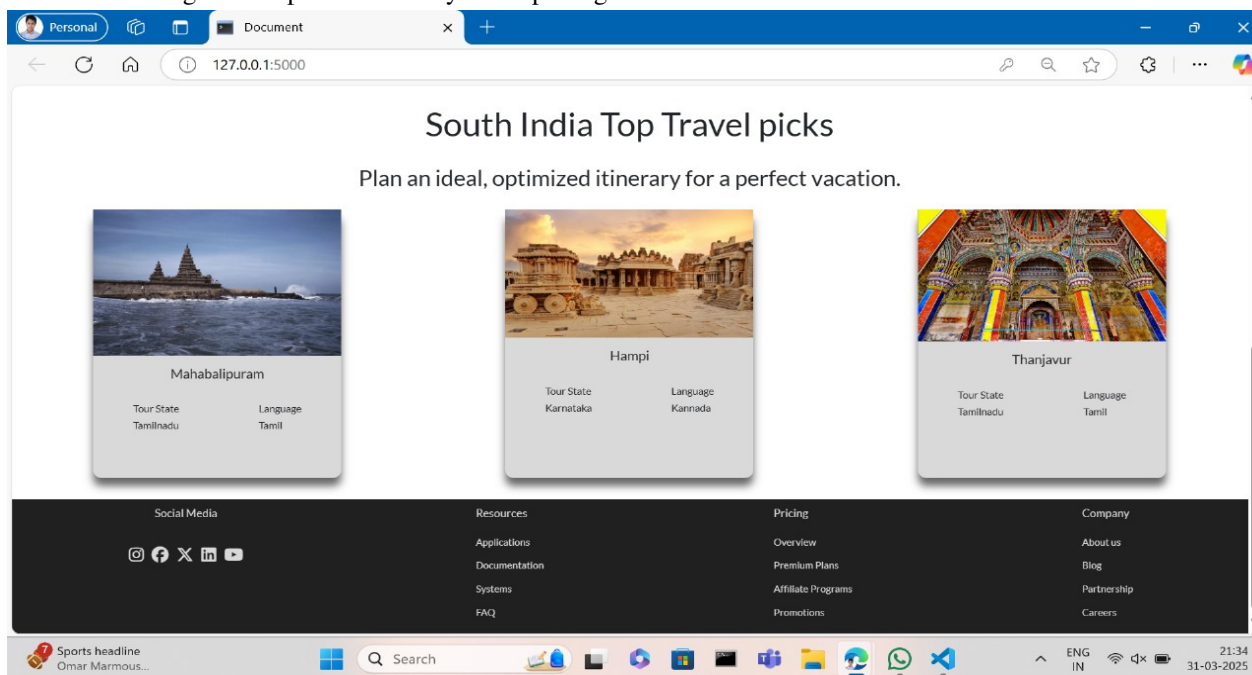 Personal
Document
127.0.0.1:5000
South India Top Travel picks
Plan an ideal, optimized itinerary for a perfect vacation.
Mahabalipuram
Tour State Language
Tamilnadu Tamil
Hampi
Tour State Language
Karnataka Kannada
Thanjavur
Tour State Language
Tamilnadu Tamil
Social Media Resources Pricing Company
Applications Overview About us
Documentation Premium Plans Blog
Systems Affiliate Programs Partnership
FAQ Promotions Careers
7
Sports headline
Omar Marmous...
Search
ENG
IN
21:34
31-03-2025